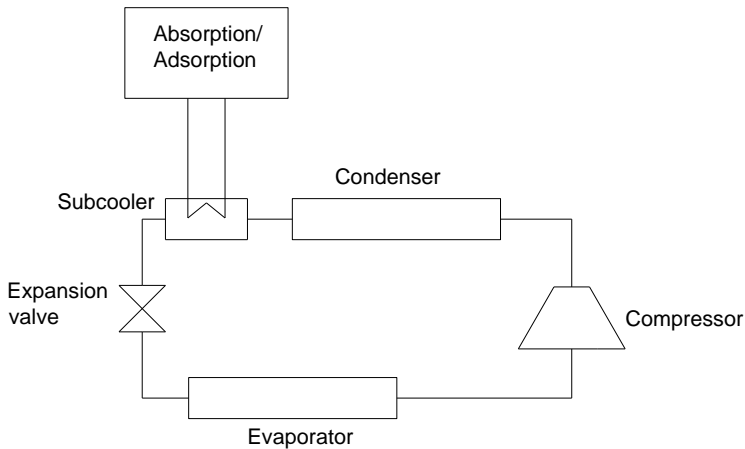 Absorption/
Adsorption
Condenser
Subcooler
Expansion
valve
Compressor
Evaporator